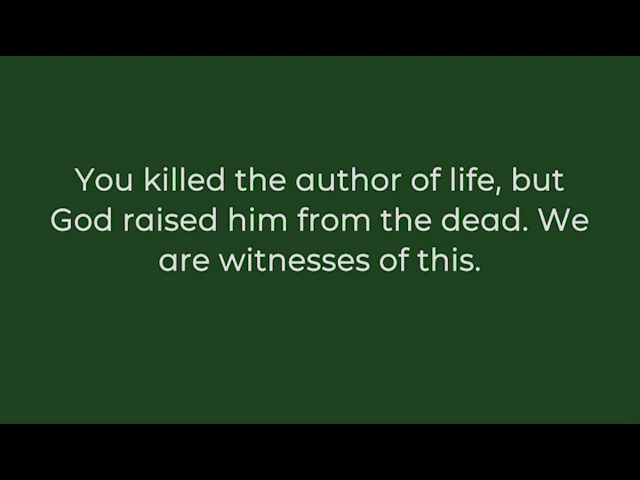 You killed the author of life, but
God raised him from the dead. We
are witnesses of this.